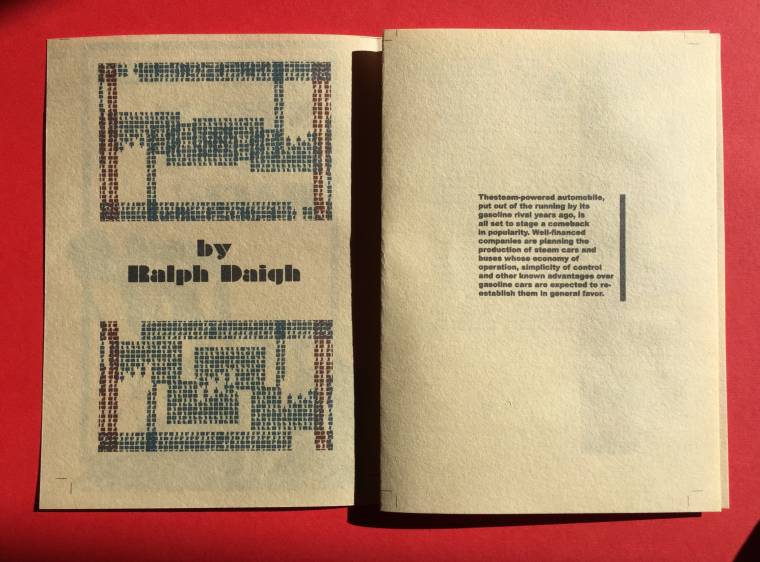 by
Ralph Daigh
Thesteam-powered automobile,
put out of the running by its
gasoline rival years ago, is
all set to stage a comeback
in popularity. Well-financed
companies are planning the
production of steam cars and
buses whose economy of
operation, simplicity of control
and other known advantages over
gasoline cars are expected to re-
establish them in general favor.